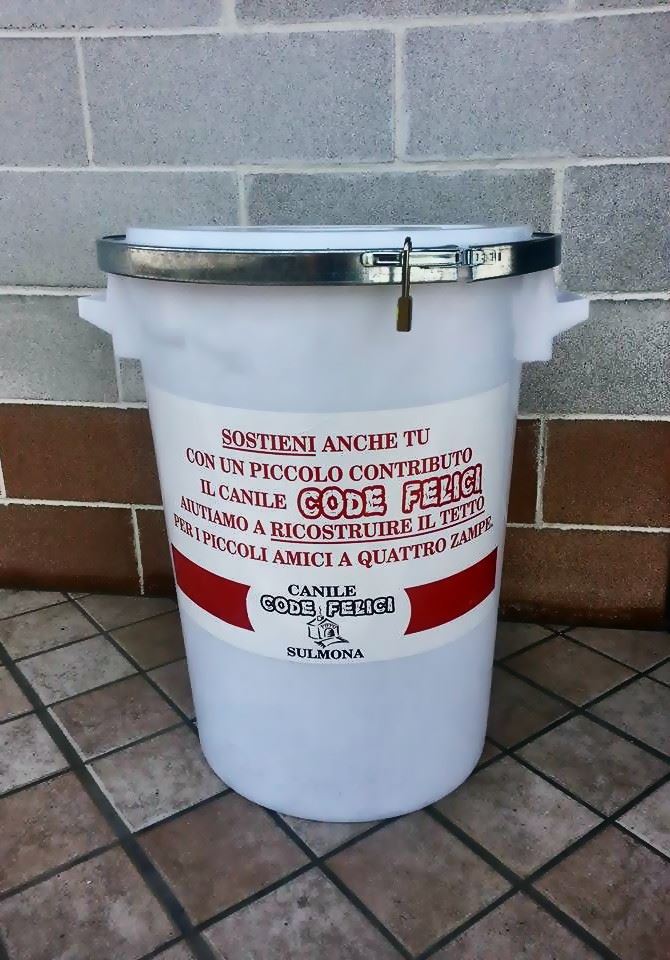 SOSTIENI ANCHE TU
CON UN PICCOLO CONTRIBUTO
IL CANILE CODE FELICI
AIUTIAMO A RICOSTRUIRE IL TETTO
PER I PICCOLI AMICI A QUATTRO ZAMPE.
CANILE
CODE FELICI
SULMONA